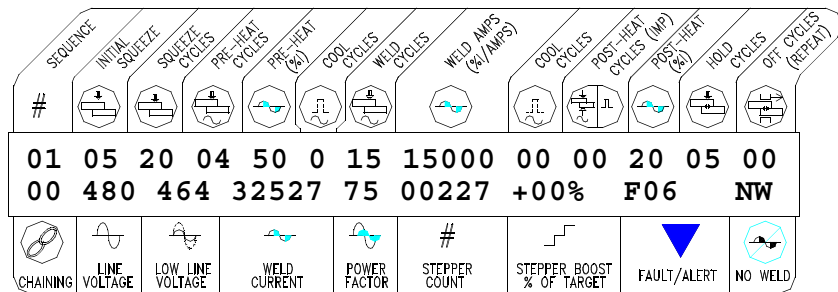 SEQUENCE
INITIAL
SQUEEZE
SQUEEZE
CYCLES
PRE-HEAT
CYCLES
PRE-HEAT
(%)
COOL
CYCLES
WELD
CYCLES
WELD AMPS
(%/AMPS)
COOL
CYCLES
POST-HEAT
CYCLES (IMP)
POST-HEAT
(%)
HOLD
CYCLES
OFF CYCLES
(REPEAT)
#
01 05 20 04 50 0 15 15000 00 00 20 05 00
00 480 464 32527 75 00227 +00% F06 NW
#
CHAINING
LINE
VOLTAGE
LOW LINE
VOLTAGE
WELD
CURRENT
POWER
FACTOR
STEPPER
COUNT
STEPPER BOOST
% OF TARGET
FAULT/ALERT
NO WELD